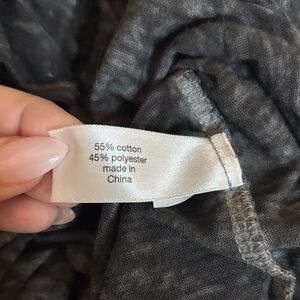 55% cotton
45% polyester
made in
China